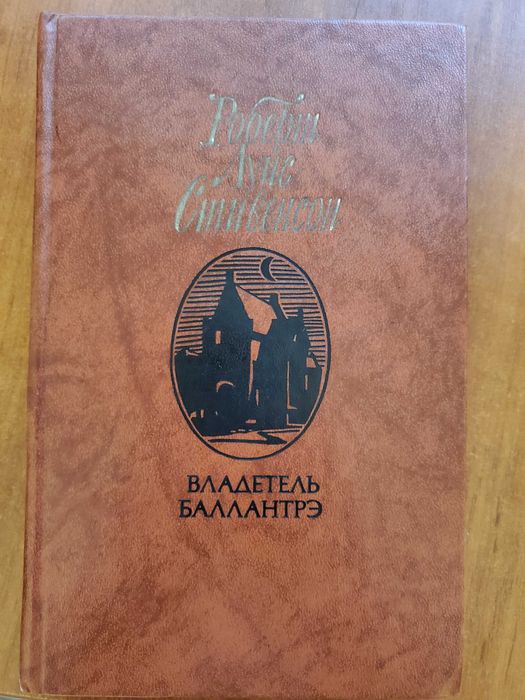 Роберт
Луис
Стивенсон
ВЛАДЕТЕЛЬ
БАЛЛАНТРЭ